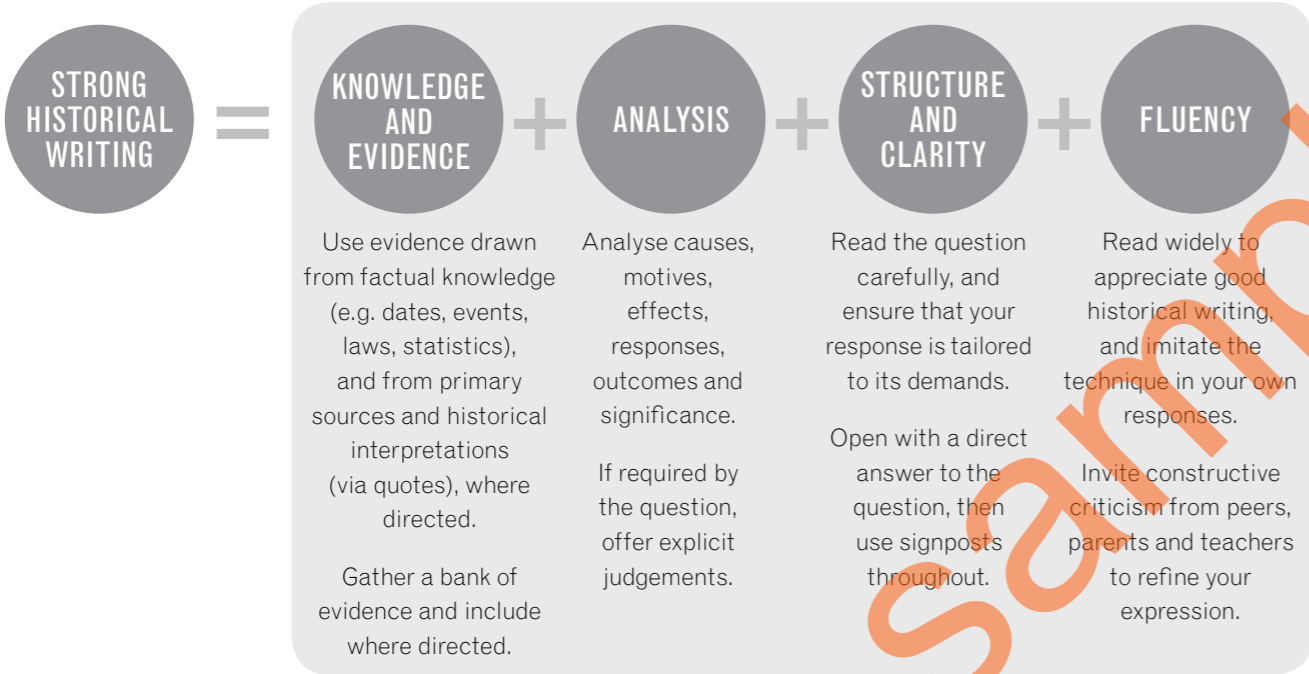 STRONG
HISTORICAL
WRITING
=
KNOWLEDGE
AND
EVIDENCE
+
ANALYSIS
+
STRUCTURE
AND
CLARITY
+
FLUENCY
Use evidence drawn
from factual knowledge
(e.g. dates, events,
laws, statistics),
and from primary
sources and historical
interpretations
(via quotes), where
directed.
Gather a bank of
evidence and include
where directed.
Analyse causes,
motives,
effects,
responses,
outcomes and
significance.
If required by
the question,
offer explicit
judgements.
Read the question
carefully, and
ensure that your
response is tailored
to its demands.
Open with a direct
answer to the
question, then
use signposts
throughout.
Read widely to
appreciate good
historical writing,
and imitate the
technique in your own
responses.
Invite constructive
criticism from peers,
parents and teachers
to refine your
expression.